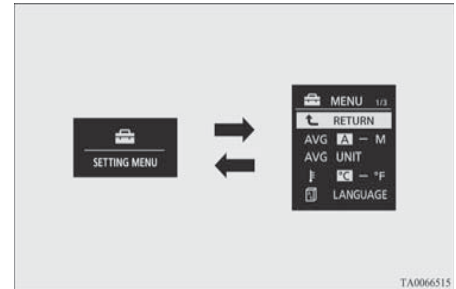 SETTING MENU
MENU 1/3
RETURN
AVG A – M
AVG UNIT
°C – °F
LANGUAGE
TA0066515